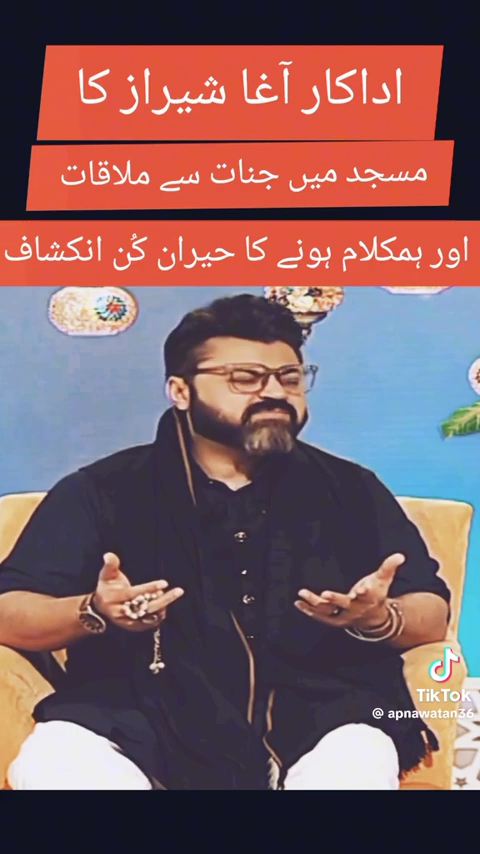 اداکار آغا شیراز کا
مسجد میں جنات سے ملاقات
اور ہمکلام ہونے کا حیران کُن انکشاف
TikTok
@ apnawatan36